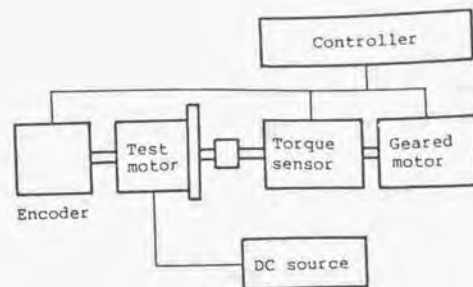 Controller
Test
motor
Torque
sensor
Geared
motor
Encoder
DC source